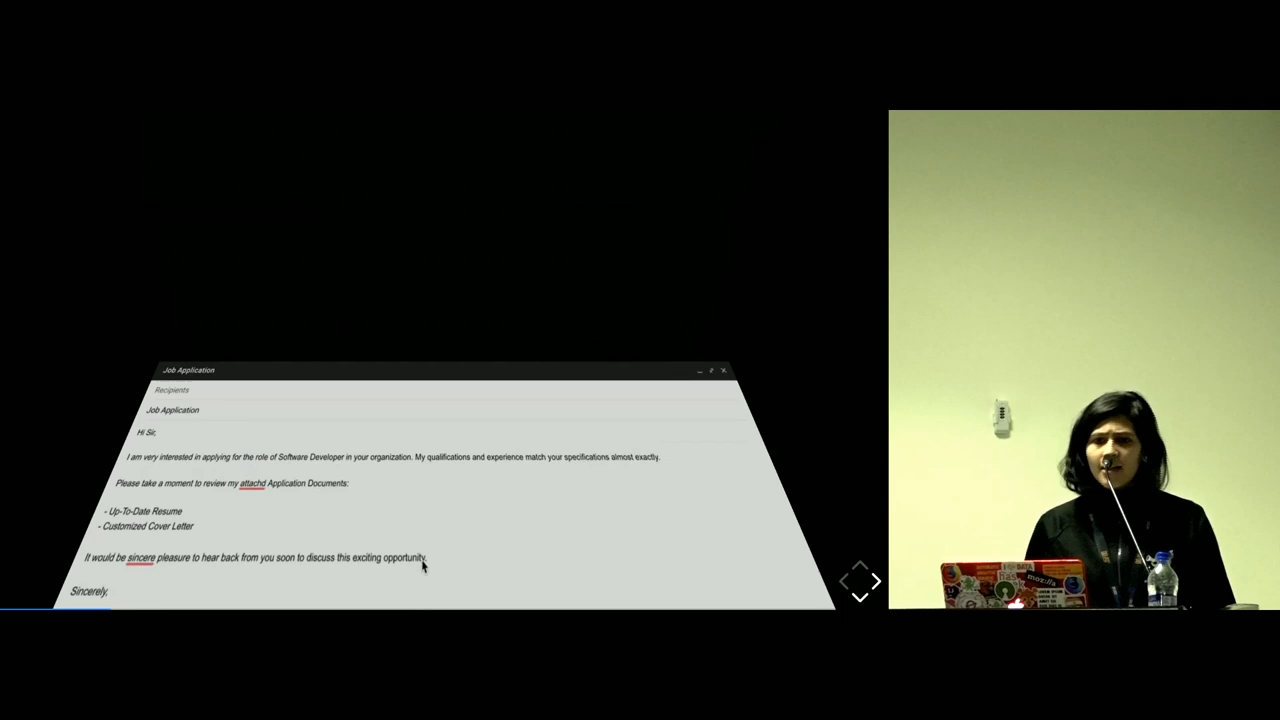 Job Application
Recipients
Job Application
Hi Sir,
I am very interested in applying for the role of Software Developer in your organization. My qualifications and experience match your specifications almost exactly.
Please take a moment to review my attachd Application Documents:
- Up-To-Date Resume
- Customized Cover Letter
It would be sincere pleasure to hear back from you soon to discuss this exciting opportunity.
Sincerely,
moz://a